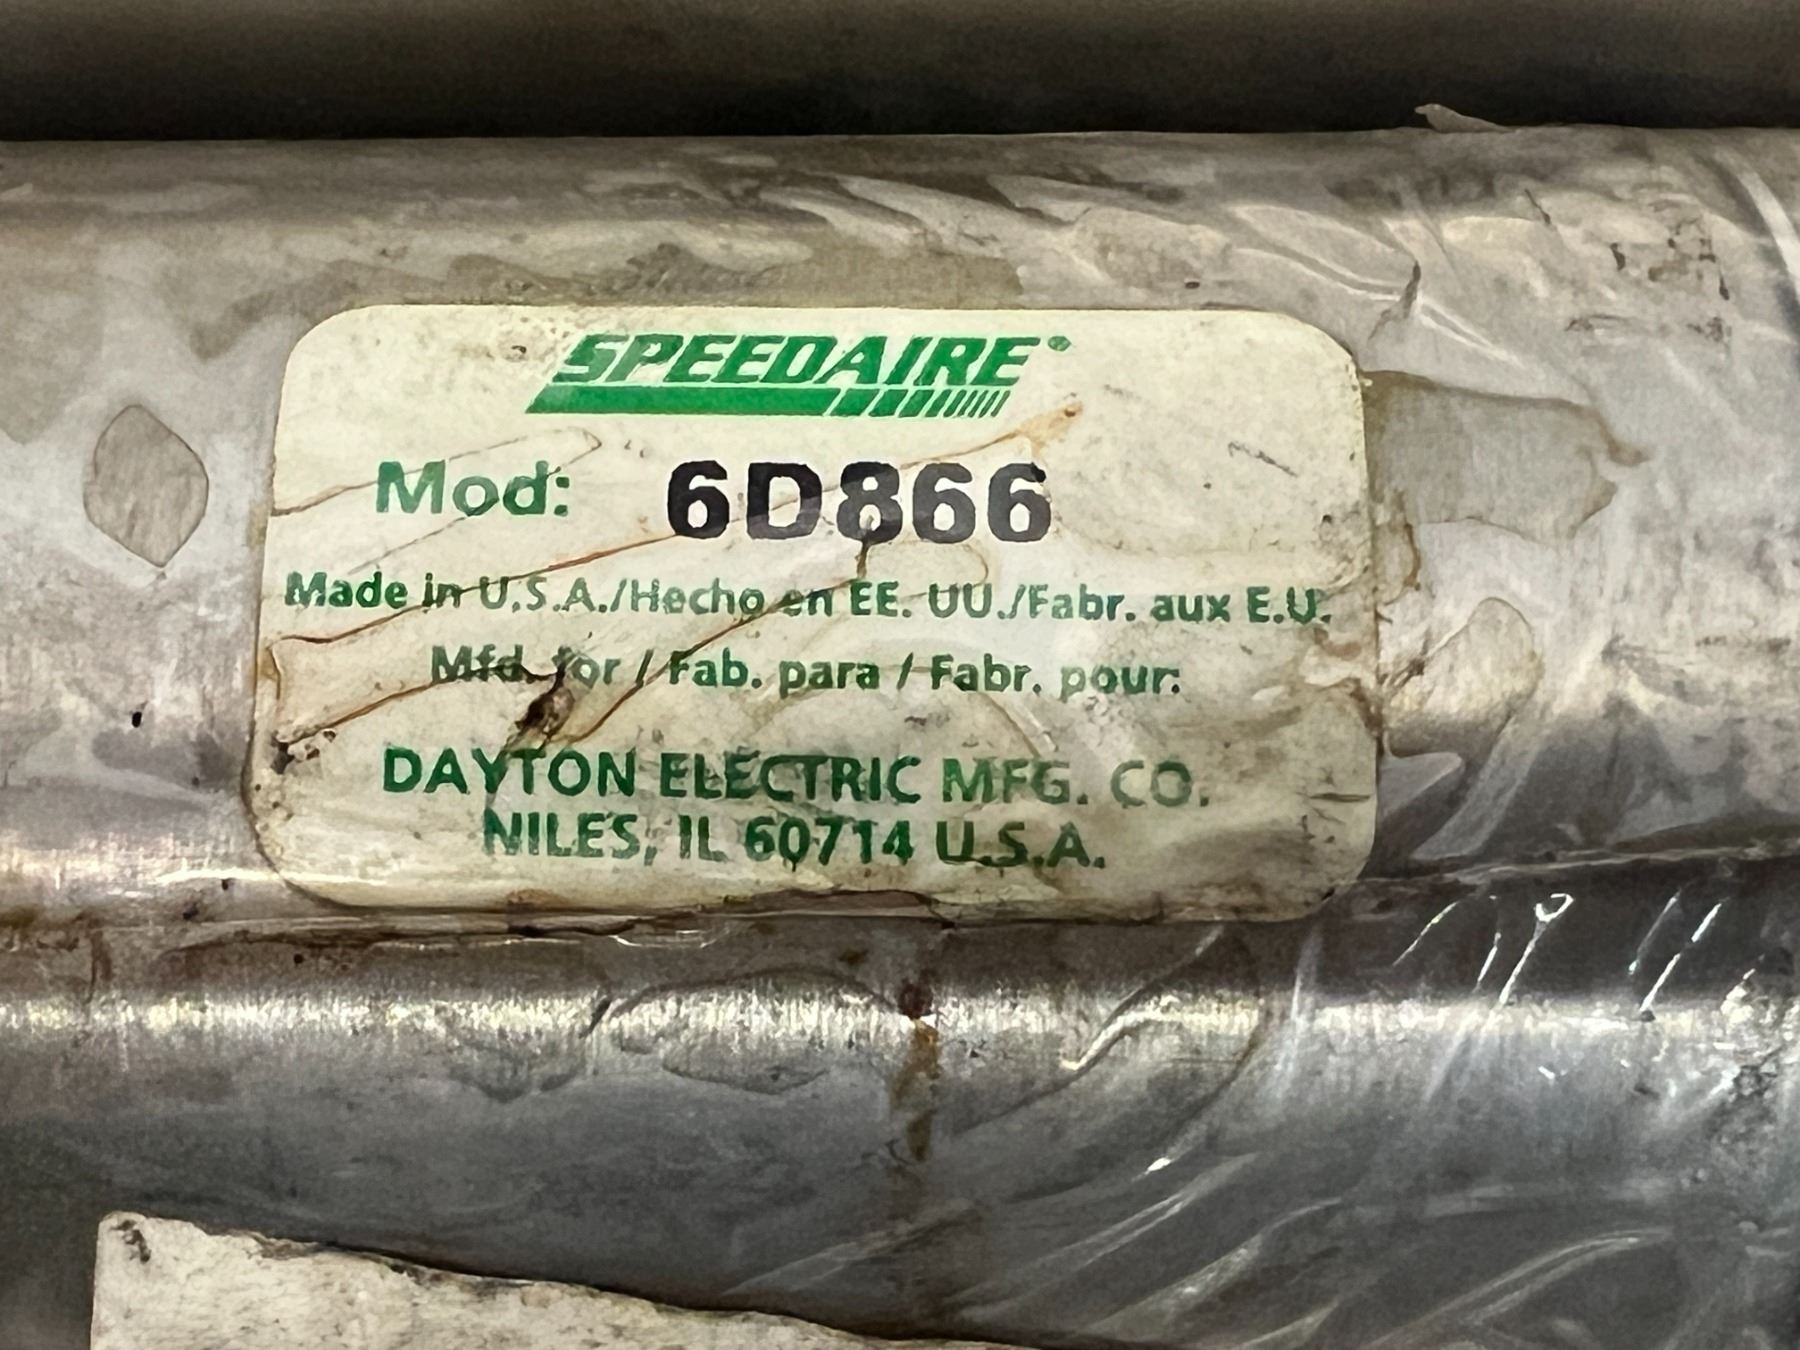 SPEEDAIRE®
Mod: 6D866
Made in U.S.A./Hecho en EE. UU./Fabr. aux E.U.
Mfd. for / Fab. para / Fabr. pour:
DAYTON ELECTRIC MFG. CO.
NILES, IL 60714 U.S.A.